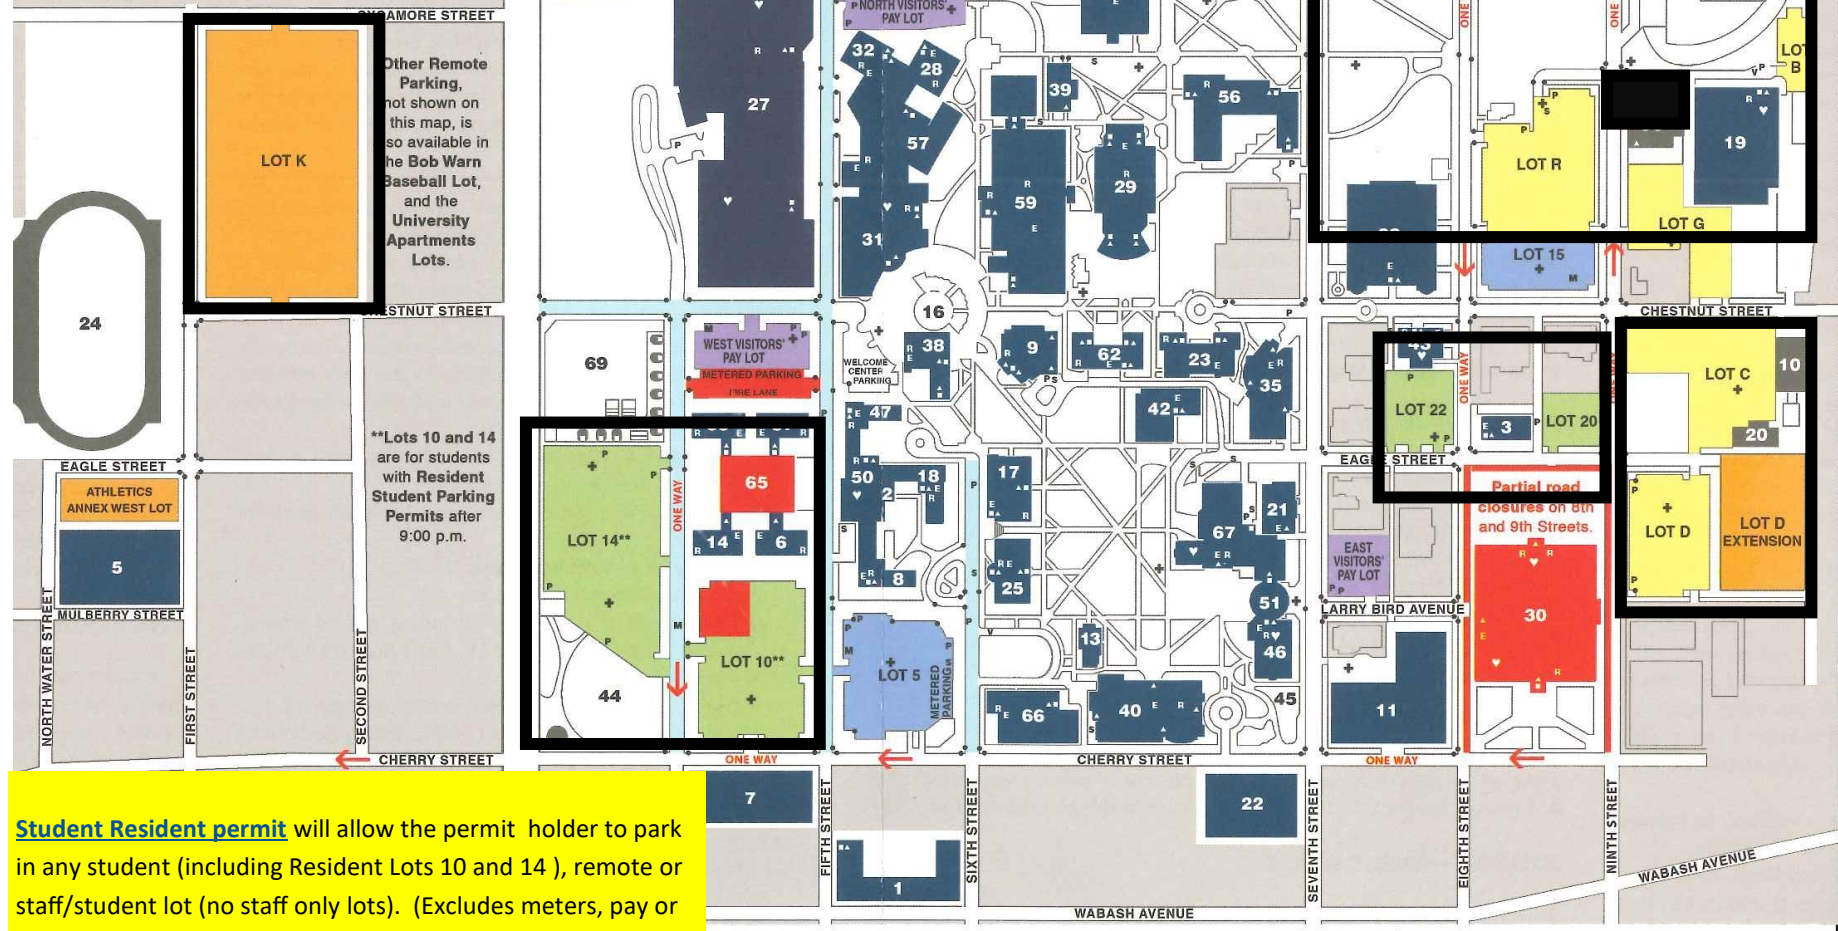 SYCAMORE STREET
Other Remote
Parking,
not shown on
this map, is
so available in
he Bob Warn
Baseball Lot,
and the
University
Apartments
Lots.
LOT K
24
CHESTNUT STREET
**Lots 10 and 14
are for students
with Resident
Student Parking
Permits after
9:00 p.m.
EAGLE STREET
ATHLETICS
ANNEX WEST LOT
5
MULBERRY STREET
NORTH WATER STREET
FIRST STREET
SECOND STREET
CHERRY STREET
NORTH VISITORS'
PAY LOT
27
32
28
57
31
39
59
29
56
16
69
WEST VISITORS'
PAY LOT
METERED PARKING
FIRE LANE
WELCOME
CENTER
PARKING
38
9
62
23
35
47
42
50
2
18
17
8
25
67
21
51
13
46
45
66
40
65
14
6
LOT 14**
LOT 10**
44
ONE WAY
ONE WAY
LOT 5
METERED
PARKING
CHERRY STREET
7
22
1
FIFTH STREET
SIXTH STREET
SEVENTH STREET
EIGHTH STREET
NINTH STREET
WABASH AVENUE
WABASH AVENUE
LOT B
LOT R
19
LOT G
LOT 15
CHESTNUT STREET
43
LOT 22
3
LOT 20
ONE WAY
EAGLE STREET
LOT C
10
20
LOT D
LOT D
EXTENSION
Partial road
closures on 8th
and 9th Streets.
EAST
VISITORS'
PAY LOT
LARRY BIRD AVENUE
30
11
ONE WAY
Student Resident permit will allow the permit holder to park
in any student (including Resident Lots 10 and 14 ), remote or
staff/student lot (no staff only lots). (Excludes meters, pay or